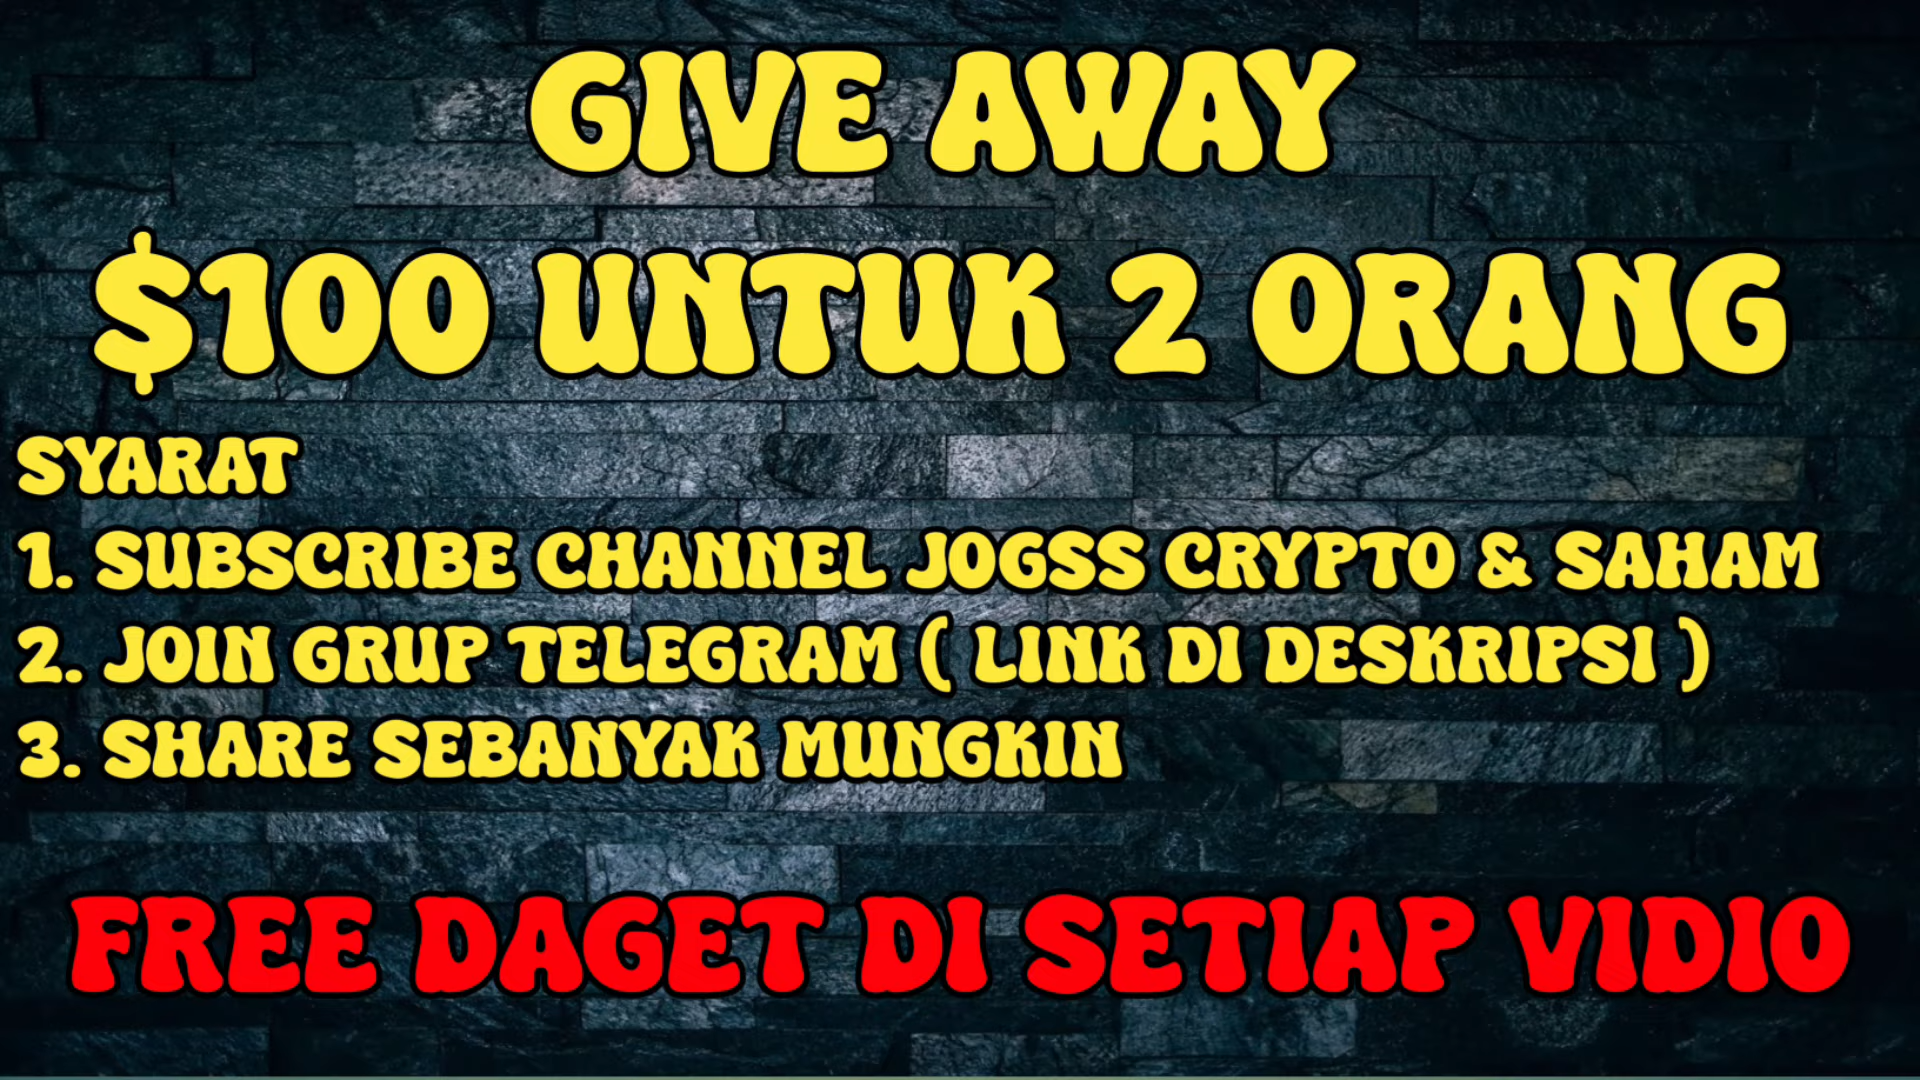 GIVE AWAY
$100 UNTUK 2 ORANG
SYARAT
1. SUBSCRIBE CHANNEL JOGSS CRYPTO & SAHAM
2. JOIN GRUP TELEGRAM ( LINK DI DESKRIPSI )
3. SHARE SEBANYAK MUNGKIN
FREE DAGET DI SETIAP VIDIO